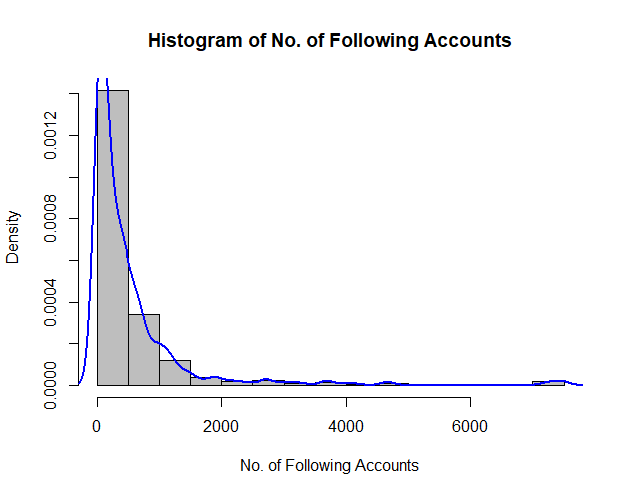 Histogram of No. of Following Accounts
Density
0.0012
0.0008
0.0004
0.0000
0 2000 4000 6000
No. of Following Accounts